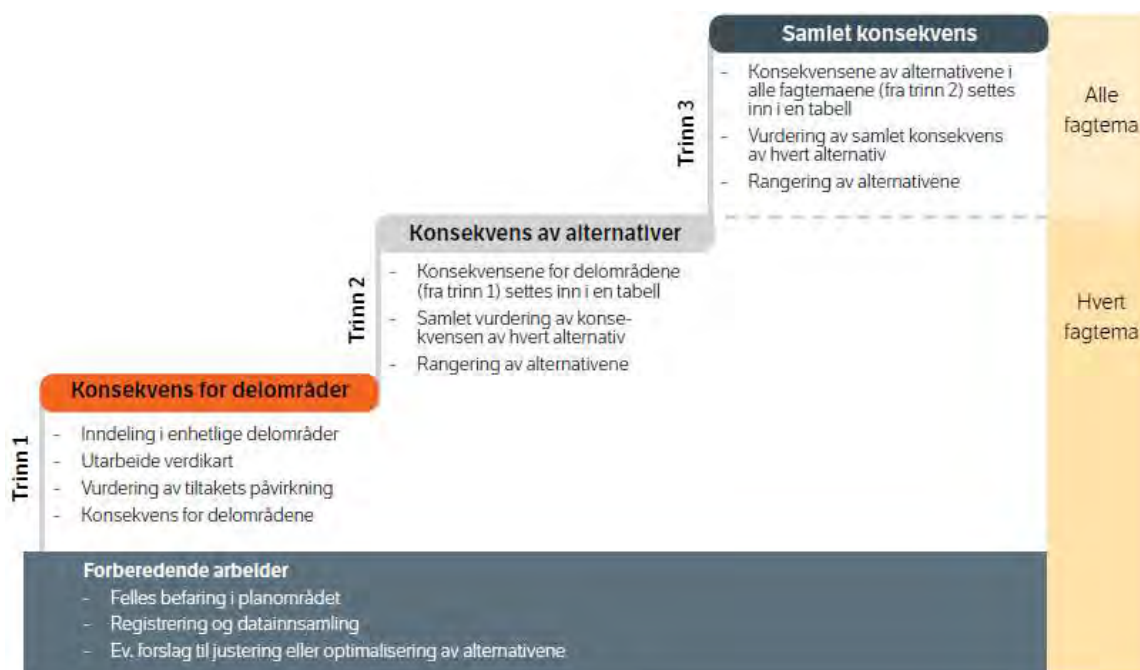 Samlet konsekvens
- Konsekvensene av alternativene i
alle fagtemaene (fra trinn 2) settes
inn i en tabell
- Vurdering av samlet konsekvens
av hvert alternativ
- Rangering av alternativene
Trinn 3
Alle
fagtema
Konsekvens av alternativer
- Konsekvensene for delområdene
(fra trinn 1) settes inn i en tabell
- Samlet vurdering av konse-
kvensen av hvert alternativ
- Rangering av alternativene
Trinn 2
Hvert
fagtema
Konsekvens for delområder
- Inndeling i enhetlige delområder
- Utarbeide verdikart
- Vurdering av tiltakets påvirkning
- Konsekvens for delområdene
Trinn 1
Forberedende arbeider
- Felles befaring i planområdet
- Registrering og datainnsamling
- Ev. forslag til justering eller optimalisering av alternativene